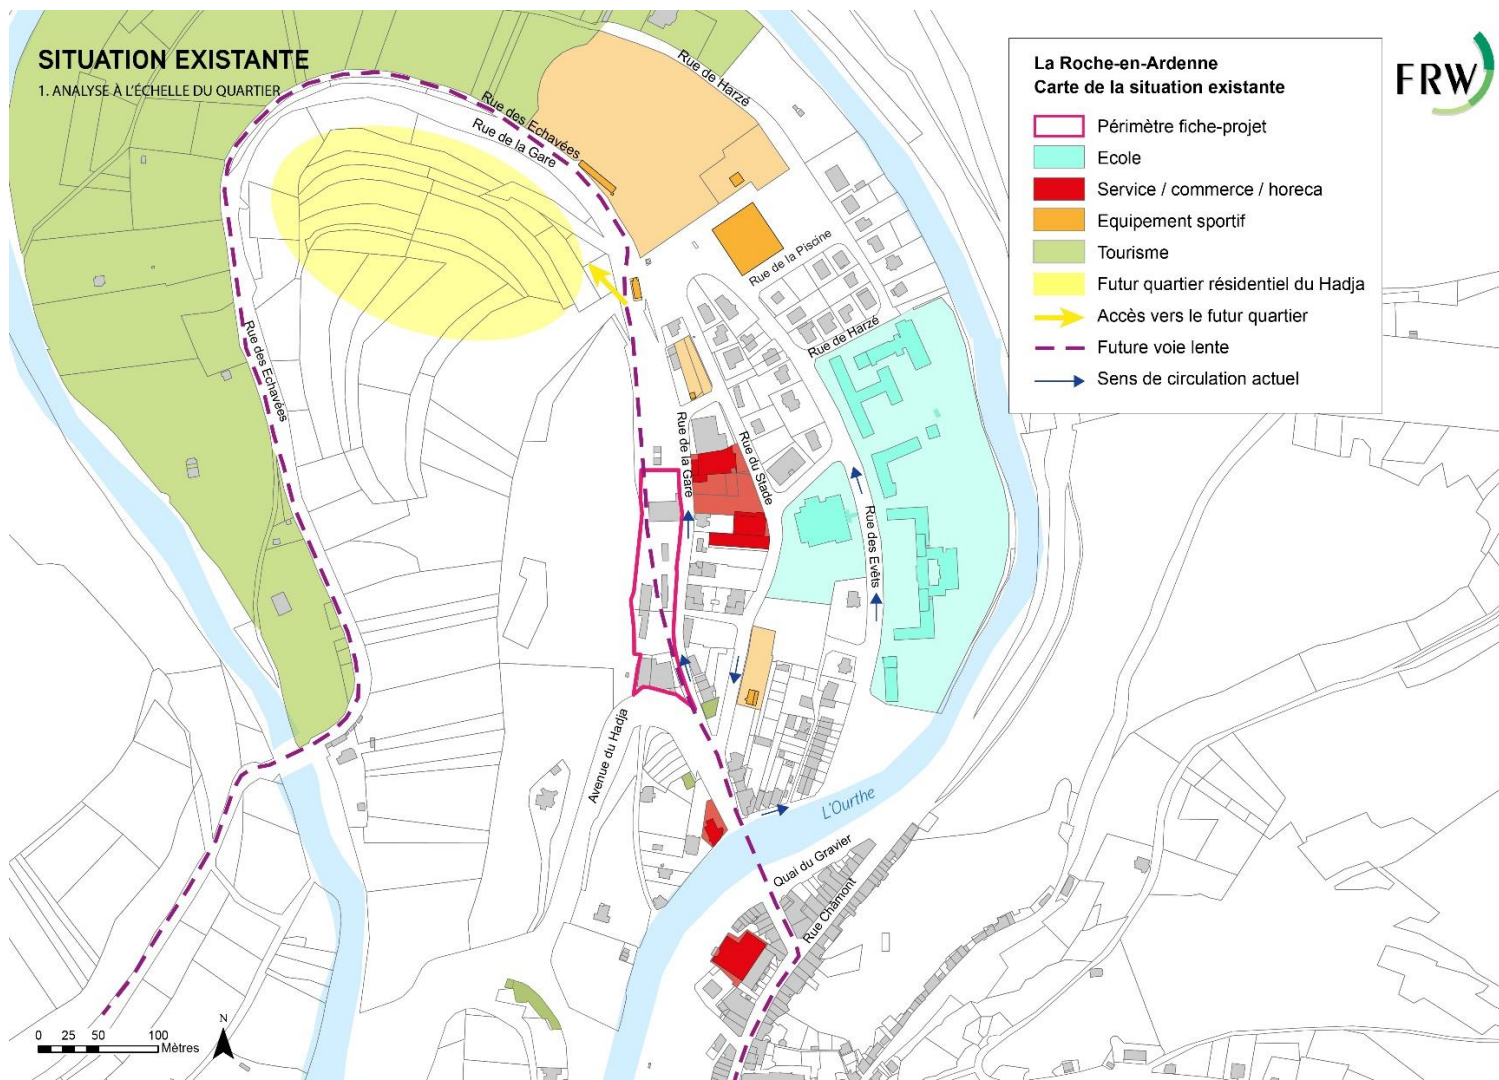 SITUATION EXISTANTE
1. ANALYSE À L'ÉCHELLE DU QUARTIER
La Roche-en-Ardenne
Carte de la situation existante
Périmètre fiche-projet
Ecole
Service / commerce / horeca
Equipement sportif
Tourisme
Futur quartier résidentiel du Hadja
Accès vers le futur quartier
Future voie lente
Sens de circulation actuel
FRW
Rue de Harzé
Rue des Echavées
Rue de la Gare
Rue de la Piscine
Rue de Harzé
Rue des Echavées
Rue de la Gare
Rue du Stade
Rue des Evêts
Avenue du Hadja
L'Ourthe
Quai du Gravier
Rue Châmont
N
0 25 50 100
Mètres